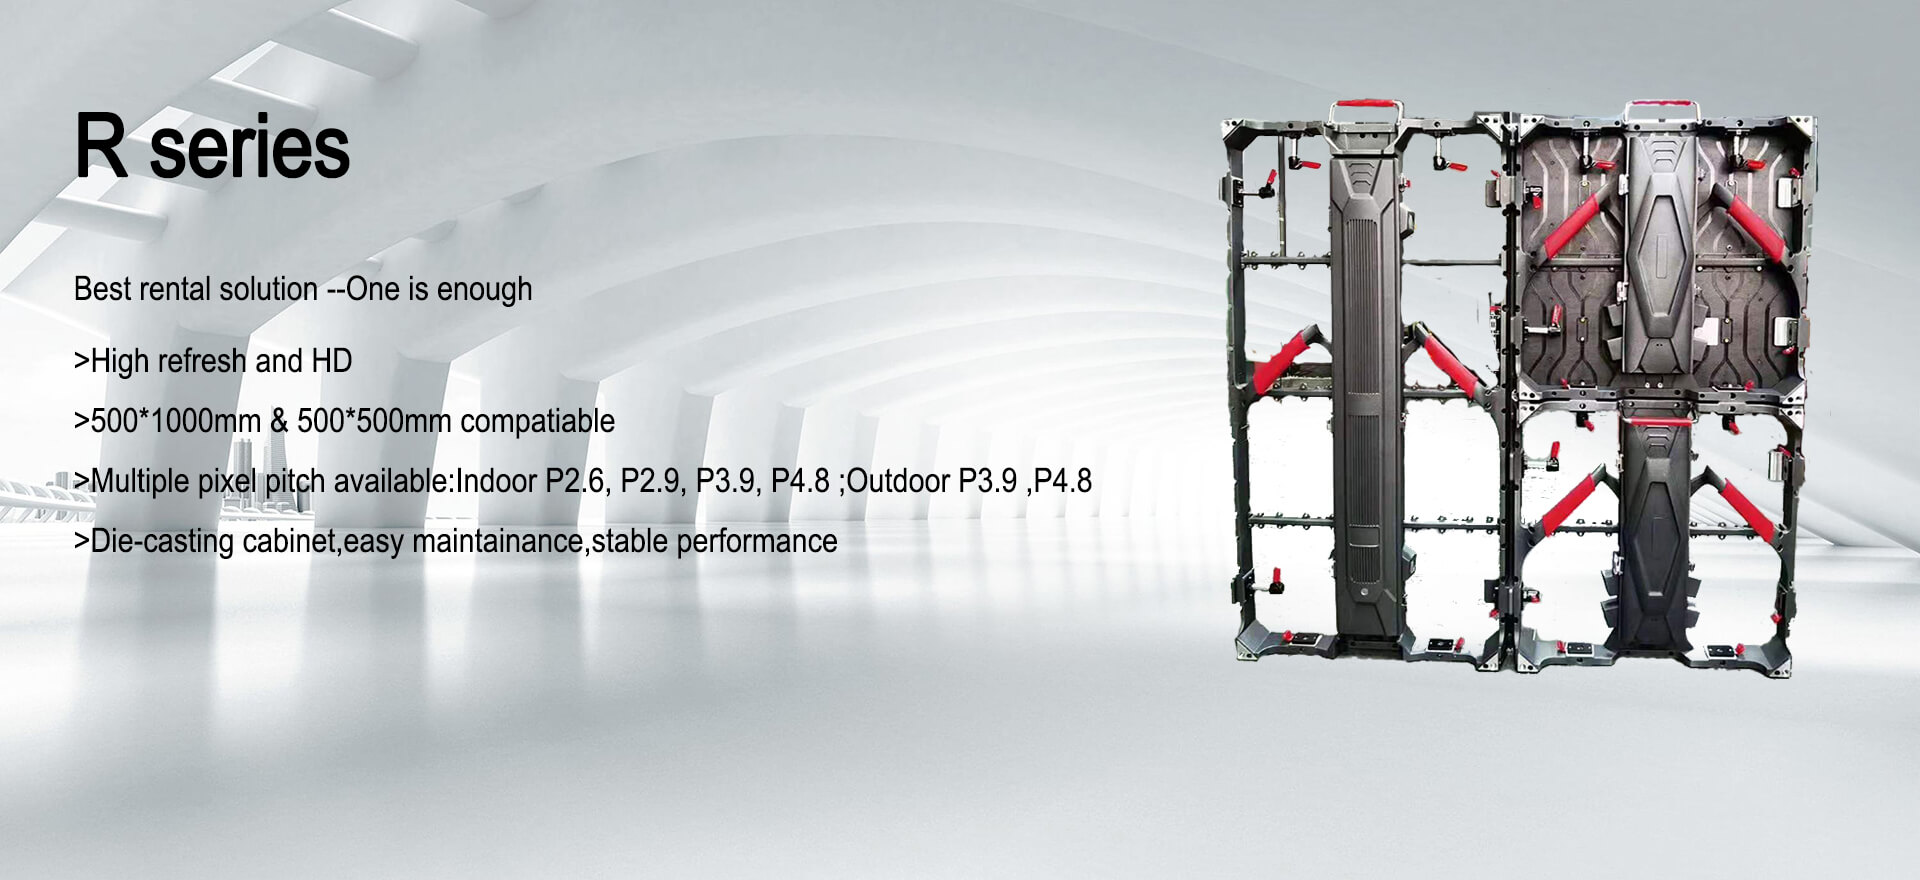 R series
Best rental solution --One is enough
>High refresh and HD
>500*1000mm & 500*500mm compatiable
>Multiple pixel pitch available:Indoor P2.6, P2.9, P3.9, P4.8 ;Outdoor P3.9 ,P4.8
>Die-casting cabinet,easy maintainance,stable performance